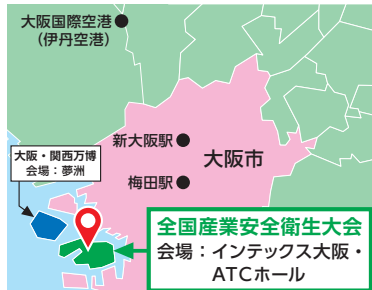 大阪国際空港
(伊丹空港)
新大阪駅
大阪市
大阪・関西万博
会場：夢洲
梅田駅
全国産業安全衛生大会
会場：インテックス大阪・
ATCホール